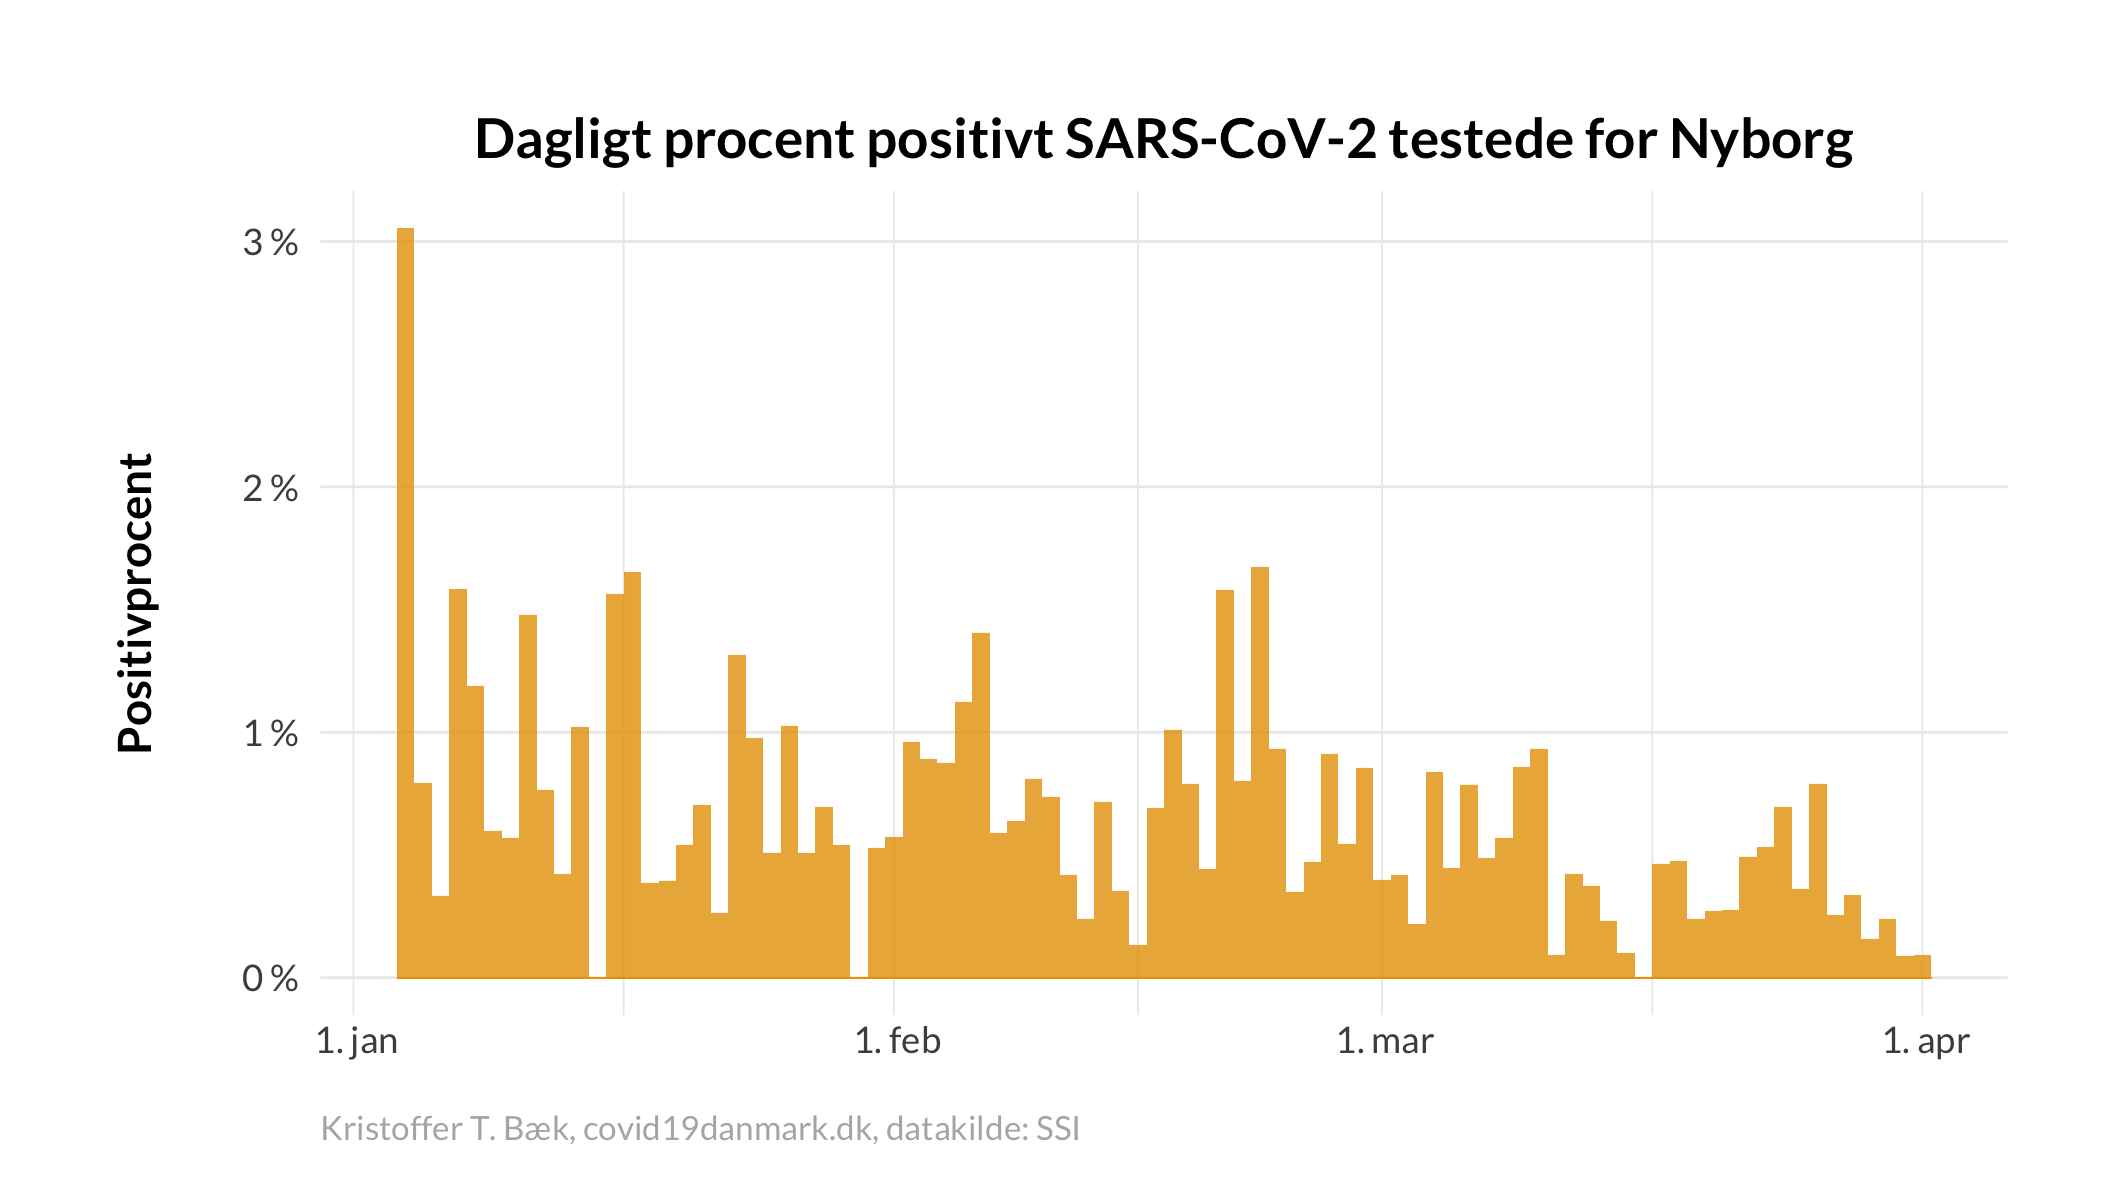 Dagligt procent positivt SARS-CoV-2 testede for Nyborg
Positivprocent
3 %
2 %
1 %
0 %
1. jan
1. feb
1. mar
1. apr
Kristoffer T. Bæk, covid19danmark.dk, datakilde: SSI